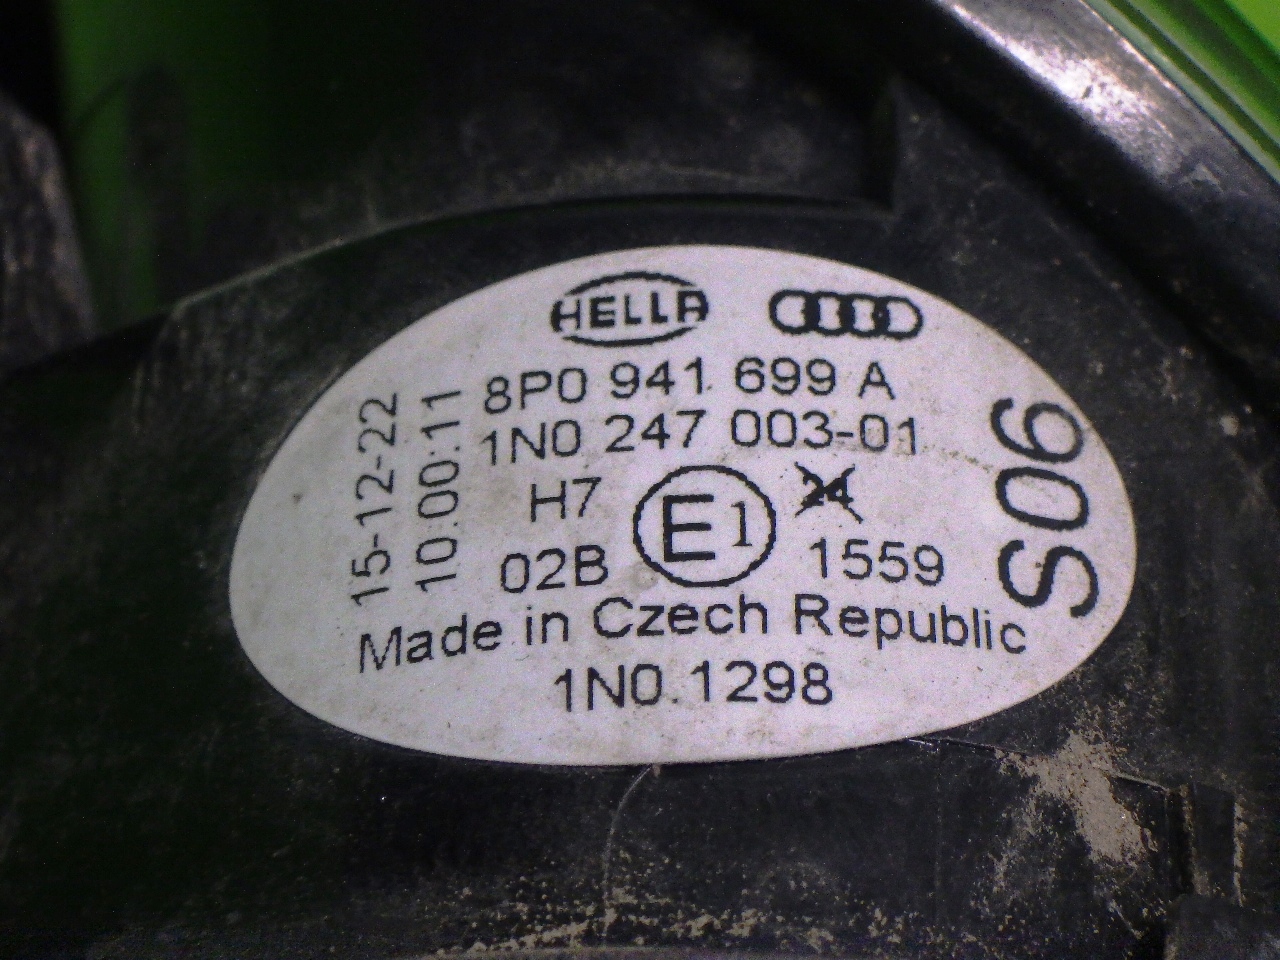 HELLA
8P0 941 699 A
1N0 247 003-01
H7 E1 24
02B 1559
Made in Czech Republic
1N0.1298
15-12-22
10:00:11
S06